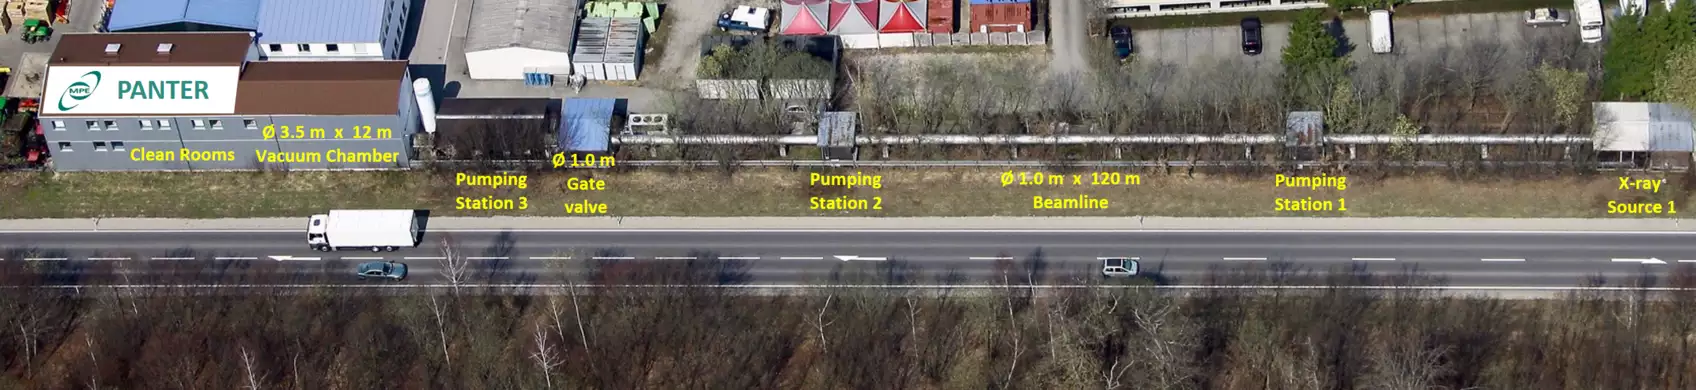 MPE
PANTER
Ø 3.5 m x 12 m
Clean Rooms Vacuum Chamber
Ø 1.0 m
Gate
valve
Pumping
Station 3
Pumping
Station 2
Ø 1.0 m x 120 m
Beamline
Pumping
Station 1
X-ray
Source 1